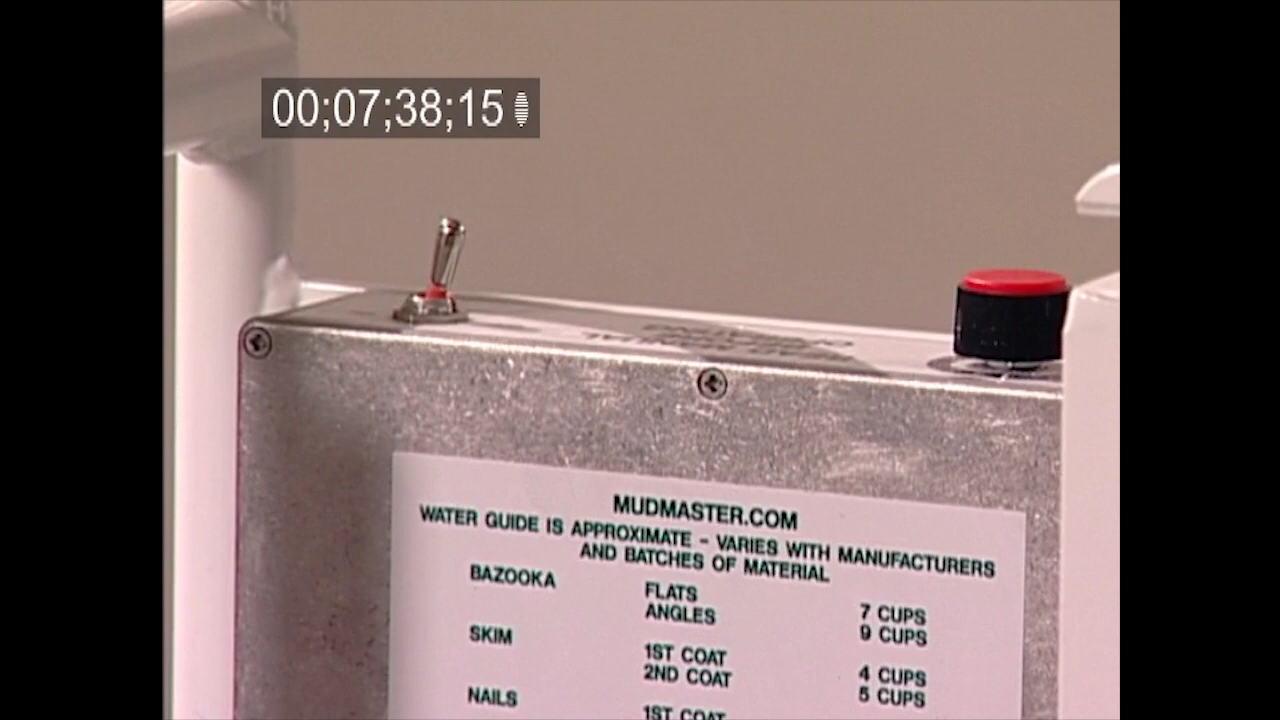 00;07;38;15
MUDMASTER.COM
WATER GUIDE IS APPROXIMATE - VARIES WITH MANUFACTURERS
AND BATCHES OF MATERIAL
BAZOOKA FLATS 7 CUPS
ANGLES 9 CUPS
SKIM 1ST COAT 4 CUPS
2ND COAT 5 CUPS
NAILS 1ST COAT